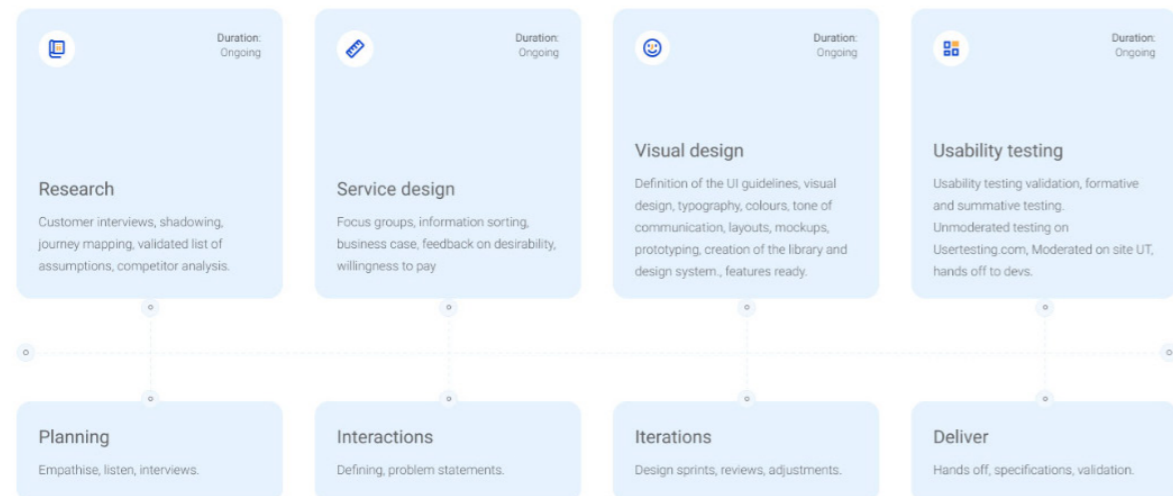 Duration:
Ongoing
Research
Customer interviews, shadowing,
journey mapping, validated list of
assumptions, competitor analysis.
Duration:
Ongoing
Service design
Focus groups, information sorting,
business case, feedback on desirability,
willingness to pay
Duration:
Ongoing
Visual design
Definition of the UI guidelines, visual
design, typography, colours, tone of
communication, layouts, mockups,
prototyping, creation of the library and
design system., features ready.
Duration:
Ongoing
Usability testing
Usability testing validation, formative
and summative testing.
Unmoderated testing on
Usertesting.com, Moderated on site UT,
hands off to devs.
Planning
Empathise, listen, interviews.
Interactions
Defining, problem statements.
Iterations
Design sprints, reviews, adjustments.
Deliver
Hands off, specifications, validation.